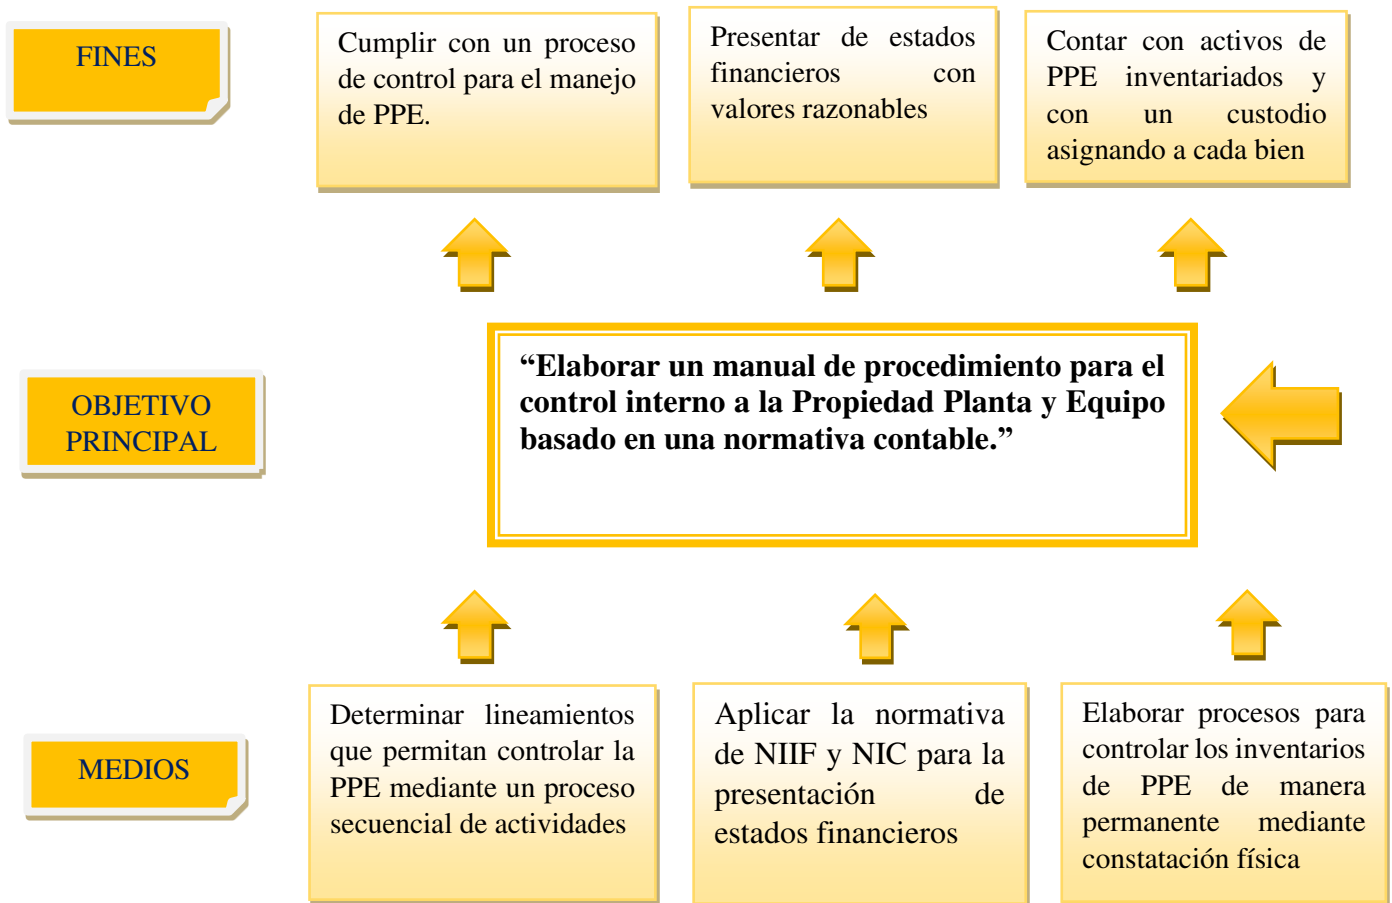 FINES
Cumplir con un proceso
de control para el manejo
de PPE.
Presentar de estados
financieros con
valores razonables
Contar con activos de
PPE inventariados y
con un custodio
asignando a cada bien
OBJETIVO
PRINCIPAL
“Elaborar un manual de procedimiento para el
control interno a la Propiedad Planta y Equipo
basado en una normativa contable.”
MEDIOS
Determinar lineamientos
que permitan controlar la
PPE mediante un proceso
secuencial de actividades
Aplicar la normativa
de NIIF y NIC para la
presentación de
estados financieros
Elaborar procesos para
controlar los inventarios
de PPE de manera
permanente mediante
constatación física